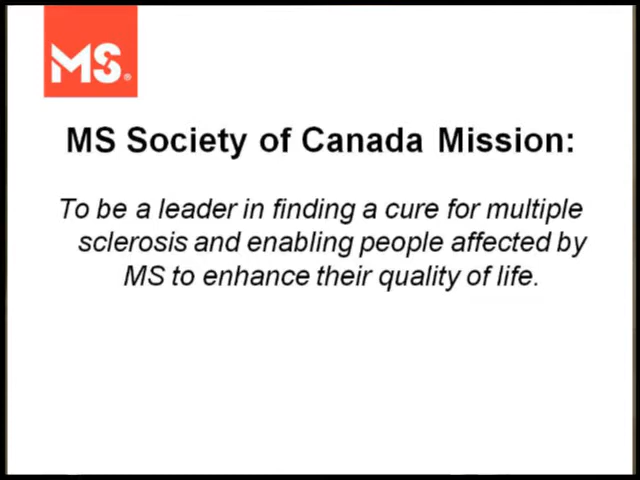 MS®
MS Society of Canada Mission:
To be a leader in finding a cure for multiple
sclerosis and enabling people affected by
MS to enhance their quality of life.